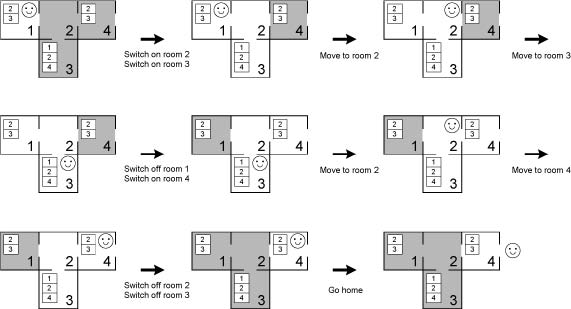 2 3 1 2 4 1 2 4 3
Switch on room 2
Switch on room 3
2 3 1 2 4 2 3 1 2 4 3
Move to room 2
2 3 1 2 4 2 3 1 2 4 3
Move to room 3
2 3 1 2 4 2 3 1 2 4 3
Switch off room 1
Switch on room 4
2 3 1 2 4 2 3 1 2 4 3
Move to room 2
2 3 1 2 4 2 3 1 2 4 3
Move to room 4
2 3 1 2 4 2 3 1 2 4 3
Switch off room 2
Switch off room 3
2 3 1 2 4 2 3 1 2 4 3
Go home
2 3 1 2 4 2 3 1 2 4 3